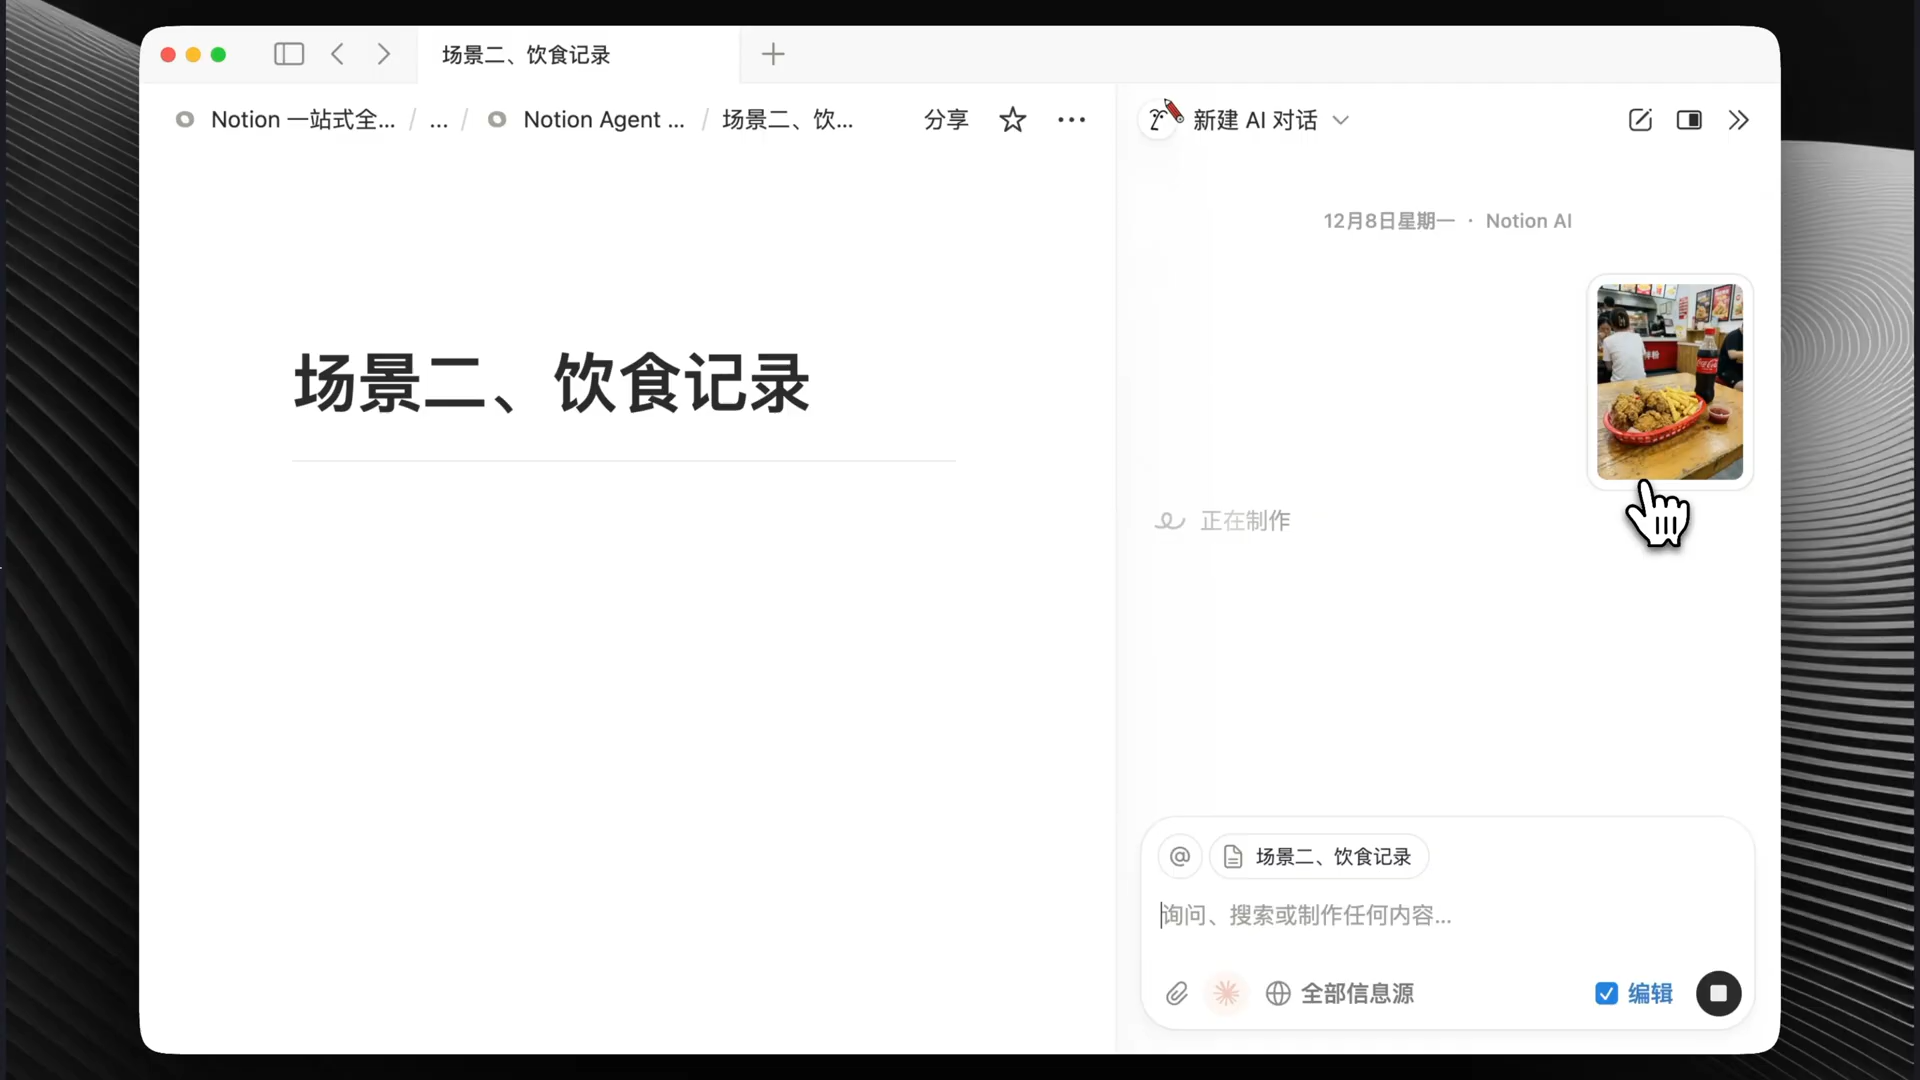 场景二、饮食记录
Notion 一站式全... / ... / Notion Agent ... / 场景二、饮...
分享
新建 AI 对话
12月8日星期一 · Notion AI
场景二、饮食记录
正在制作
@
场景二、饮食记录
询问、搜索或制作任何内容...
全部信息源
编辑